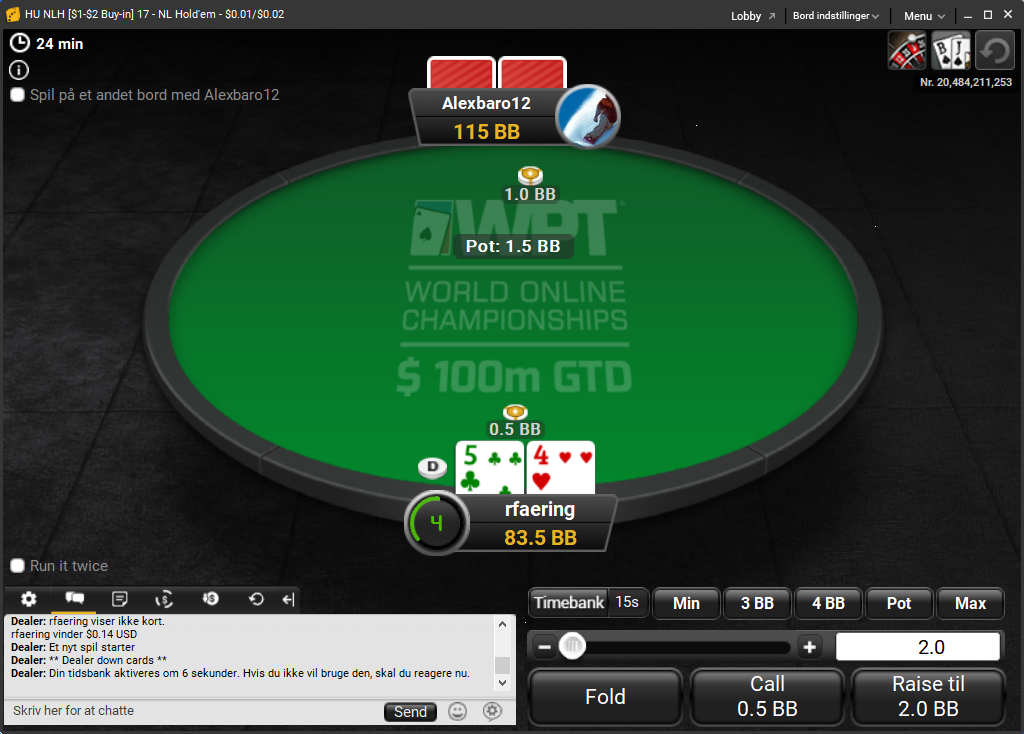 HU NLH [$1-$2 Buy-in] 17 - NL Hold'em - $0.01/$0.02
Lobby
Bord indstillinger
Menu
24 min
Spil på et andet bord med Alexbaro12
B J
Nr. 20,484,211,253
Alexbaro12
115 BB
1.0 BB
WPT
Pot: 1.5 BB
WORLD ONLINE
CHAMPIONSHIPS
$ 100m GTD
0.5 BB
D
5
4
4
rfaering
83.5 BB
Run it twice
Dealer: rfaering viser ikke kort.
rfaering vinder $0.14 USD
Dealer: Et nyt spil starter
Dealer: ** Dealer down cards **
Dealer: Din tidsbank aktiveres om 6 sekunder. Hvis du ikke vil bruge den, skal du reagere nu.
Skriv her for at chatte
Send
Timebank 15s
Min
3 BB
4 BB
Pot
Max
2.0
Fold
Call
0.5 BB
Raise til
2.0 BB